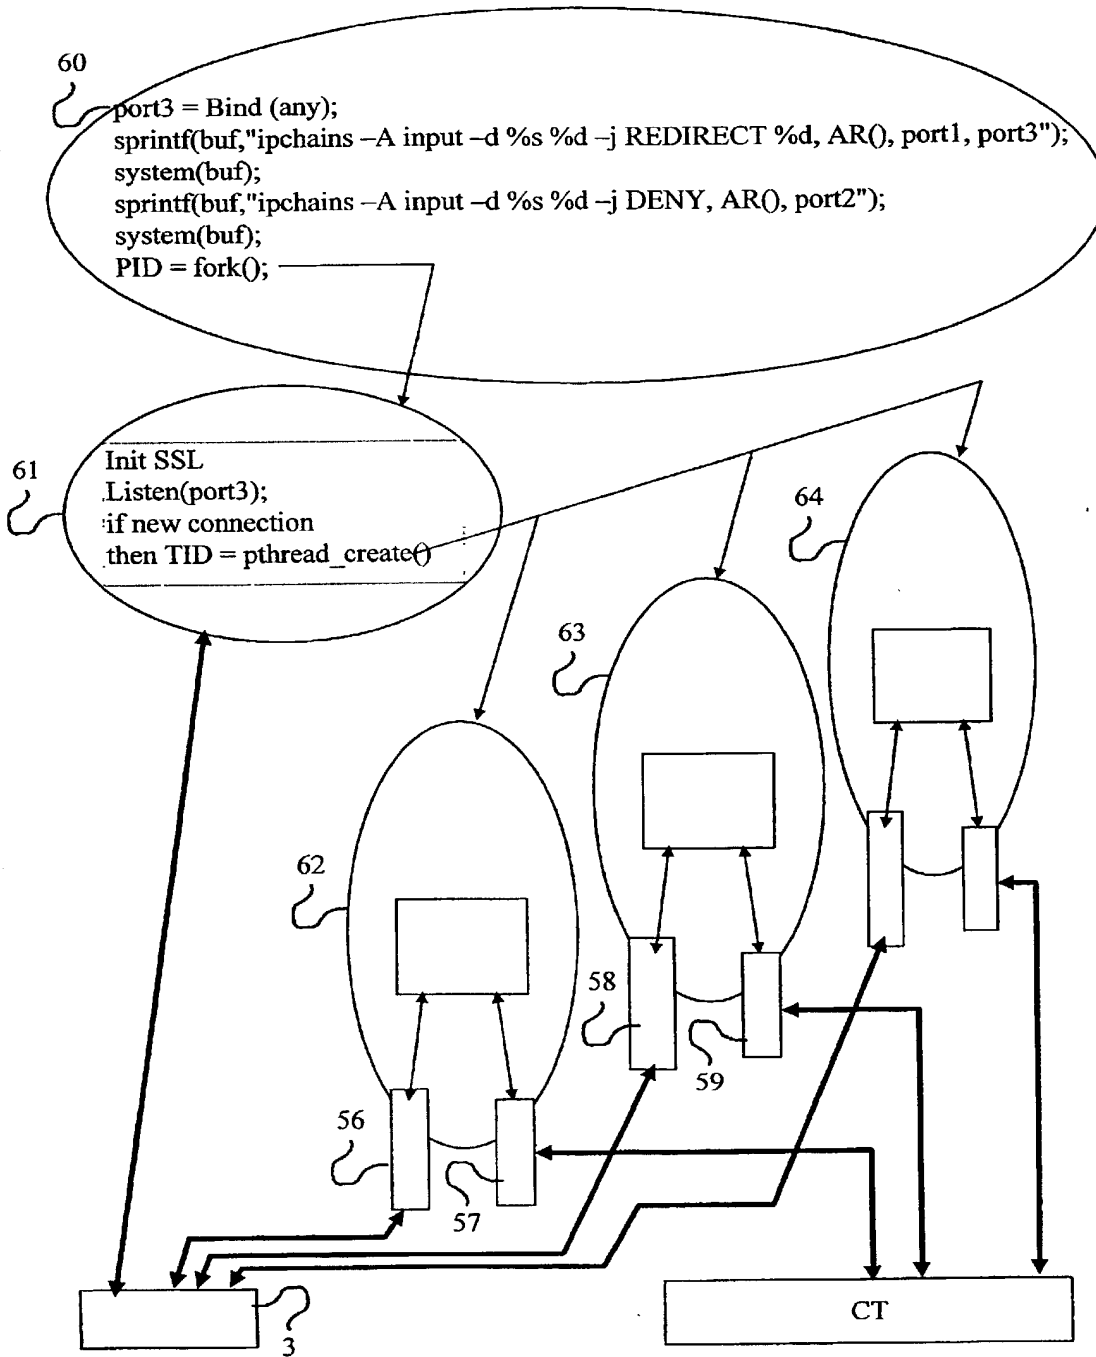 60
port3 = Bind (any);
sprintf(buf,"ipchains –A input –d %s %d –j REDIRECT %d, AR(), port1, port3");
system(buf);
sprintf(buf,"ipchains –A input –d %s %d –j DENY, AR(), port2");
system(buf);
PID = fork();
61
Init SSL
Listen(port3);
if new connection
then TID = pthread_create()
64
63
62
58
59
56
57
3
CT